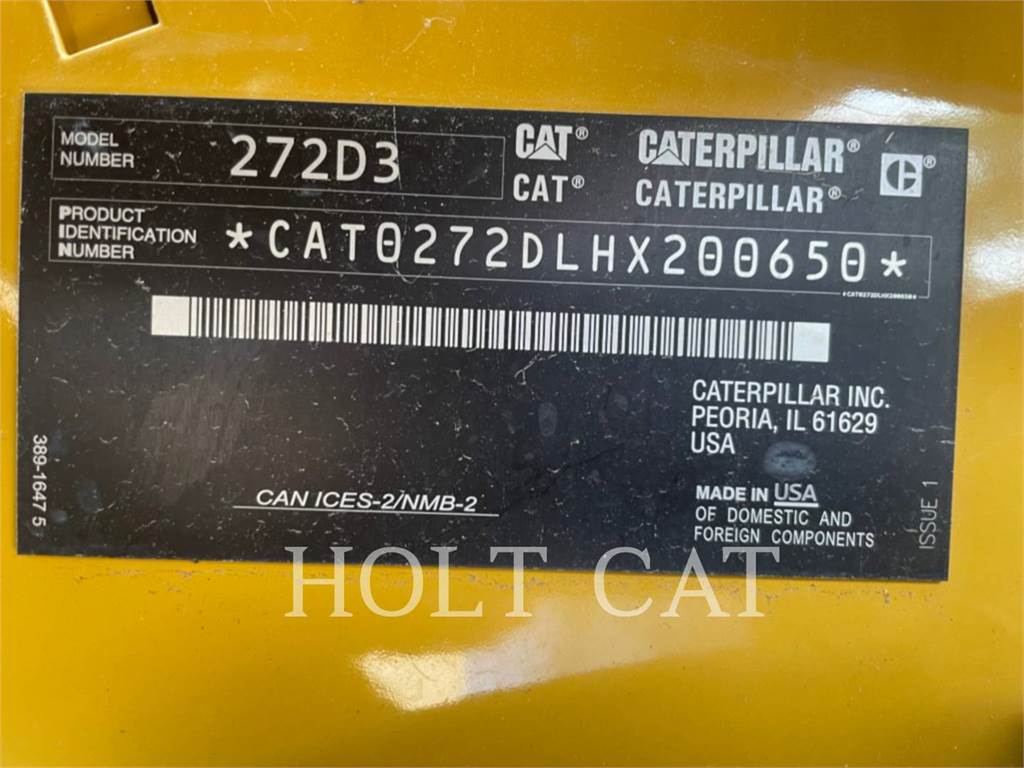 MODEL
NUMBER
272D3
CAT®
CAT®
CATERPILLAR®
CATERPILLAR®
®
PRODUCT
IDENTIFICATION
NUMBER
*CAT0272DLHX200650*
*CAT0272DLHX200650*
CATERPILLAR INC.
PEORIA, IL 61629
USA
389-1647 5
CAN ICES-2/NMB-2
MADE IN USA
OF DOMESTIC AND
FOREIGN COMPONENTS
ISSUE 1
HOLT CAT